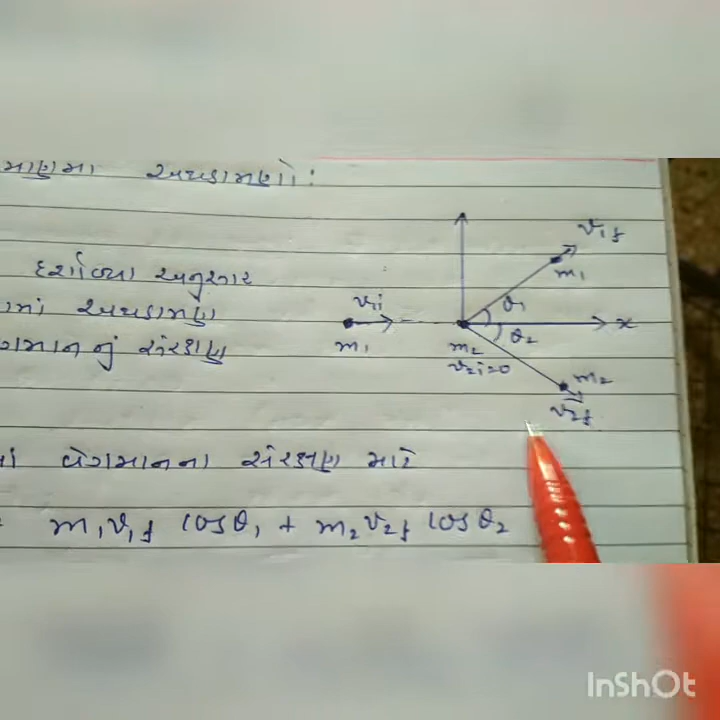 માણમા અથડામણો :
v₁f
m₁
દર્શાવ્યા અનુસાર
v₁i
θ₁
માં અથડામણ
x
m₁
m₂
θ₂
v₂i=0
ગમાનનું સંરક્ષણ
m₂
v₂f
માં વેગમાનના સંરક્ષણ માટે
m₁v₁f cosθ₁ + m₂v₂f cosθ₂
InShOt